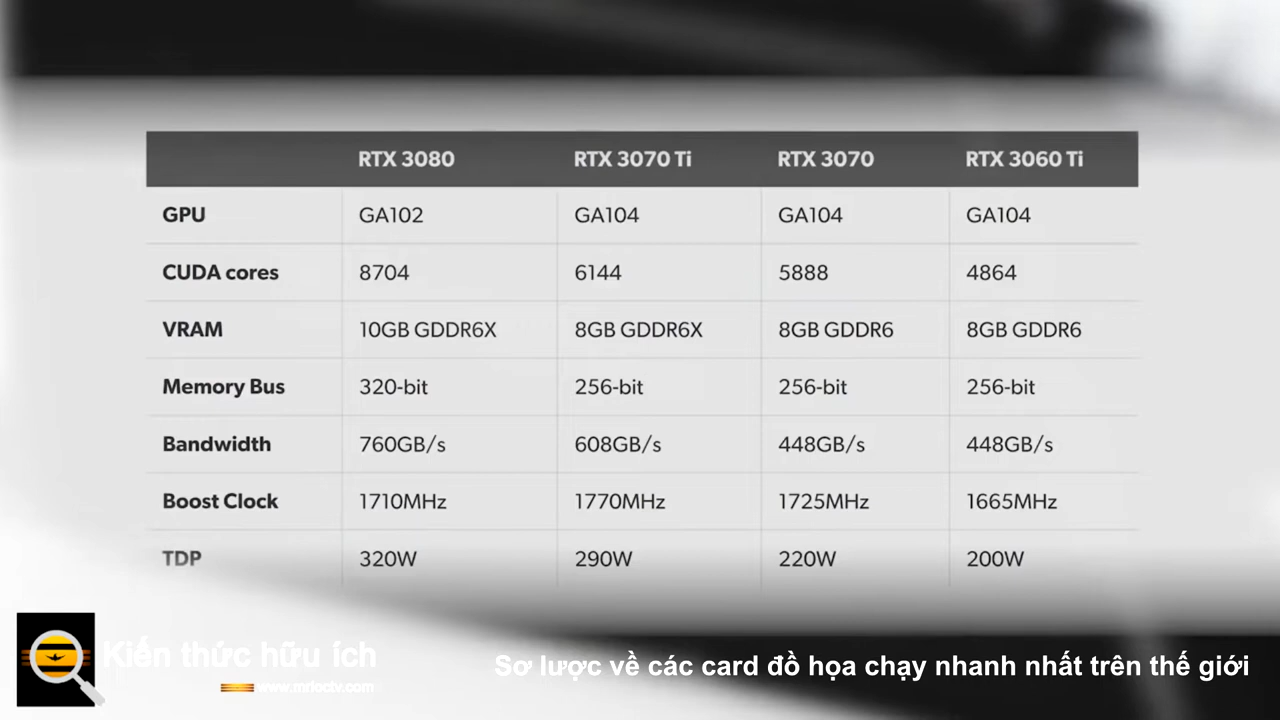 RTX 3080 RTX 3070 Ti RTX 3070 RTX 3060 Ti
GPU GA102 GA104 GA104 GA104
CUDA cores 8704 6144 5888 4864
VRAM 10GB GDDR6X 8GB GDDR6X 8GB GDDR6 8GB GDDR6
Memory Bus 320-bit 256-bit 256-bit 256-bit
Bandwidth 760GB/s 608GB/s 448GB/s 448GB/s
Boost Clock 1710MHz 1770MHz 1725MHz 1665MHz
TDP 320W 290W 220W 200W
Kiến thức hữu ích
www.mrloctv.com
Sơ lược về các card đồ họa chạy nhanh nhất trên thế giới